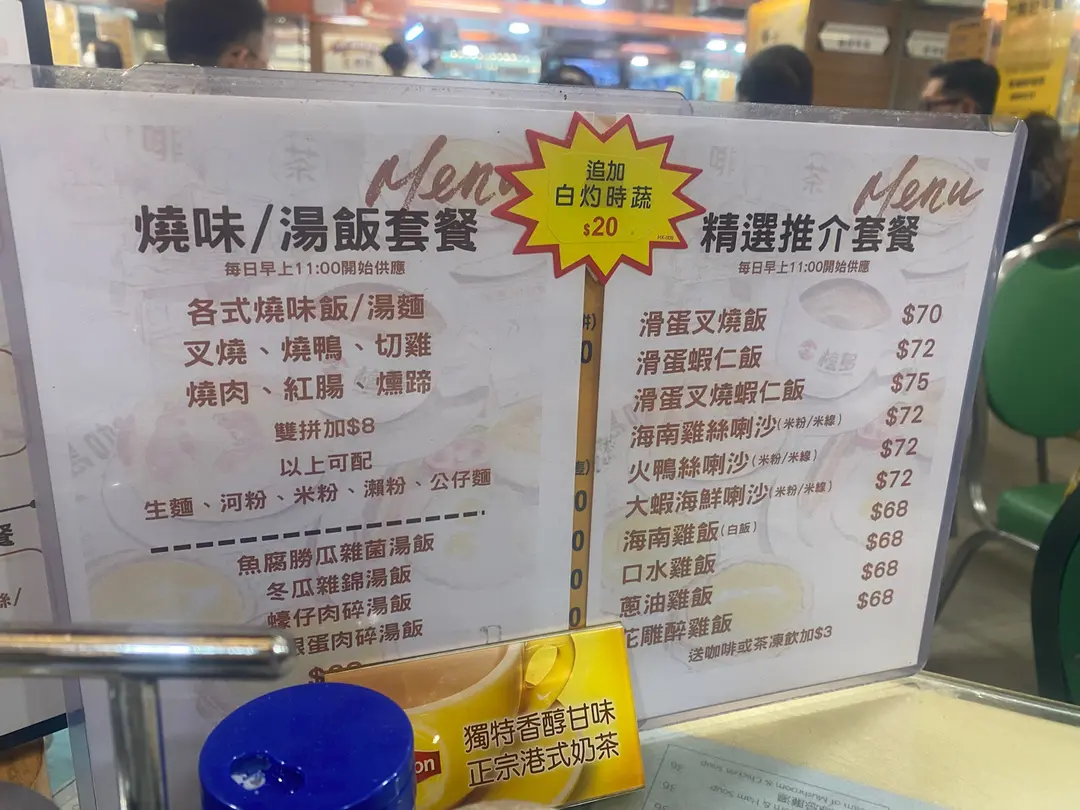 Menu
燒味/湯飯套餐
每日早上11:00開始供應
各式燒味飯/湯麵
叉燒、燒鴨、切雞
燒肉、紅腸、燻蹄
雙拼加$8
以上可配
生麵、河粉、米粉、瀨粉、公仔麵
魚腐勝瓜雜菌湯飯
冬瓜雜錦湯飯
蠔仔肉碎湯飯
蛋肉碎湯飯
追加
白灼時蔬
$20
Menu
精選推介套餐
每日早上11:00開始供應
滑蛋叉燒飯 $70
滑蛋蝦仁飯 $72
滑蛋叉燒蝦仁飯 $75
海南雞絲喇沙(米粉/米線) $72
火鴨絲喇沙(米粉/米線) $72
大蝦海鮮喇沙(米粉/米線) $72
海南雞飯(白飯) $68
口水雞飯 $68
蔥油雞飯 $68
花雕醉雞飯 $68
送咖啡或茶凍飲加$3
獨特香醇甘味
正宗港式奶茶